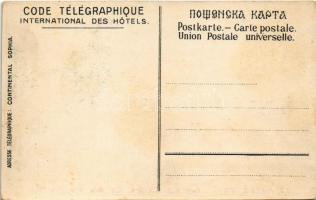 CODE TÉLÉGRAPHIQUE
INTERNATIONAL DES HÔTELS.
ADRESSE TÉLÉGRAPHIQUE: CONTINENTAL SOPHIA.
ПОЩЕНСКА КАРТА
Postkarte.– Carte postale.
Union Postale universelle.